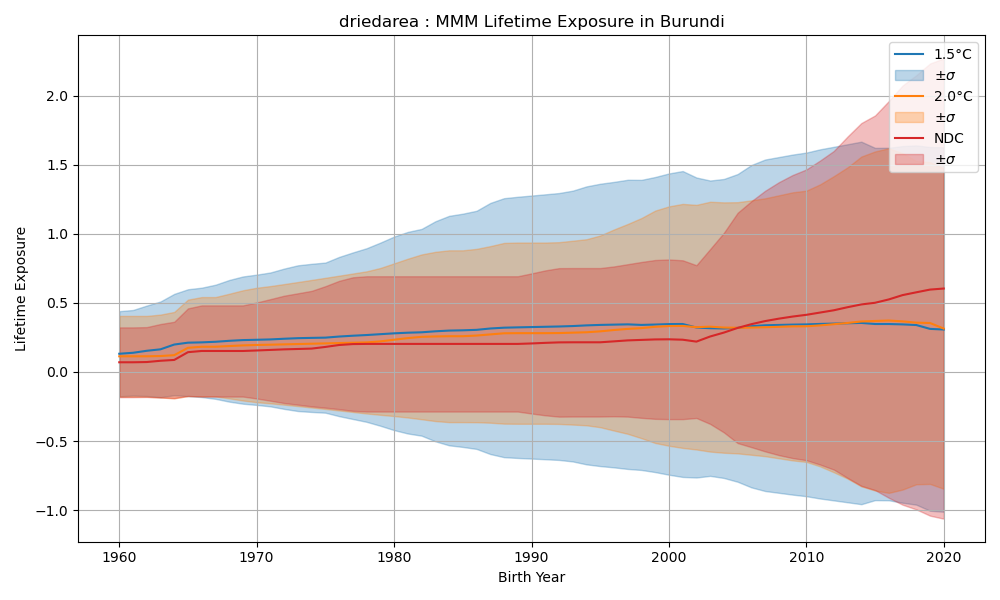 driedarea : MMM Lifetime Exposure in Burundi
1.5°C
±σ
2.0°C
±σ
NDC
±σ
2.0
1.5
1.0
0.5
0.0
−0.5
−1.0
Lifetime Exposure
1960 1970 1980 1990 2000 2010 2020
Birth Year